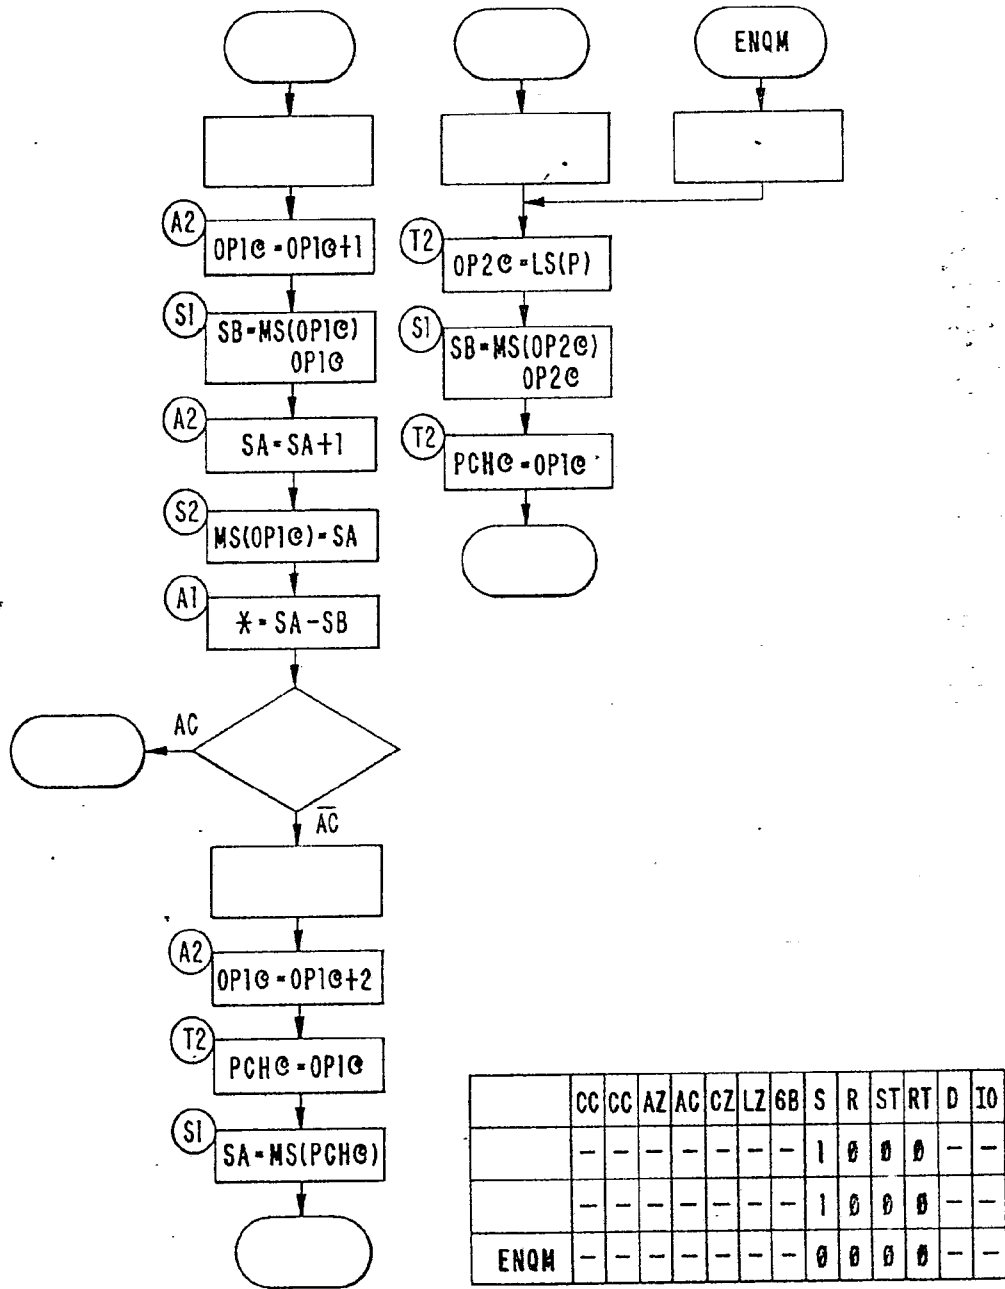 ENQM
A2
OP1@=OP1@+1
S1
SB=MS(OP1@)
OP1@
A2
SA=SA+1
S2
MS(OP1@)=SA
A1
*=SA-SB
AC
A̅C̅
A2
OP1@=OP1@+2
T2
PCH@=OP1@
S1
SA=MS(PCH@)
T2
OP2@=LS(P)
S1
SB=MS(OP2@)
OP2@
T2
PCH@=OP1@
CC CC AZ AC CZ LZ 6B S R ST RT D IO
- - - - - - - 1 0 0 0 - -
- - - - - - - 1 0 0 0 - -
ENQM - - - - - - - 0 0 0 0 - -